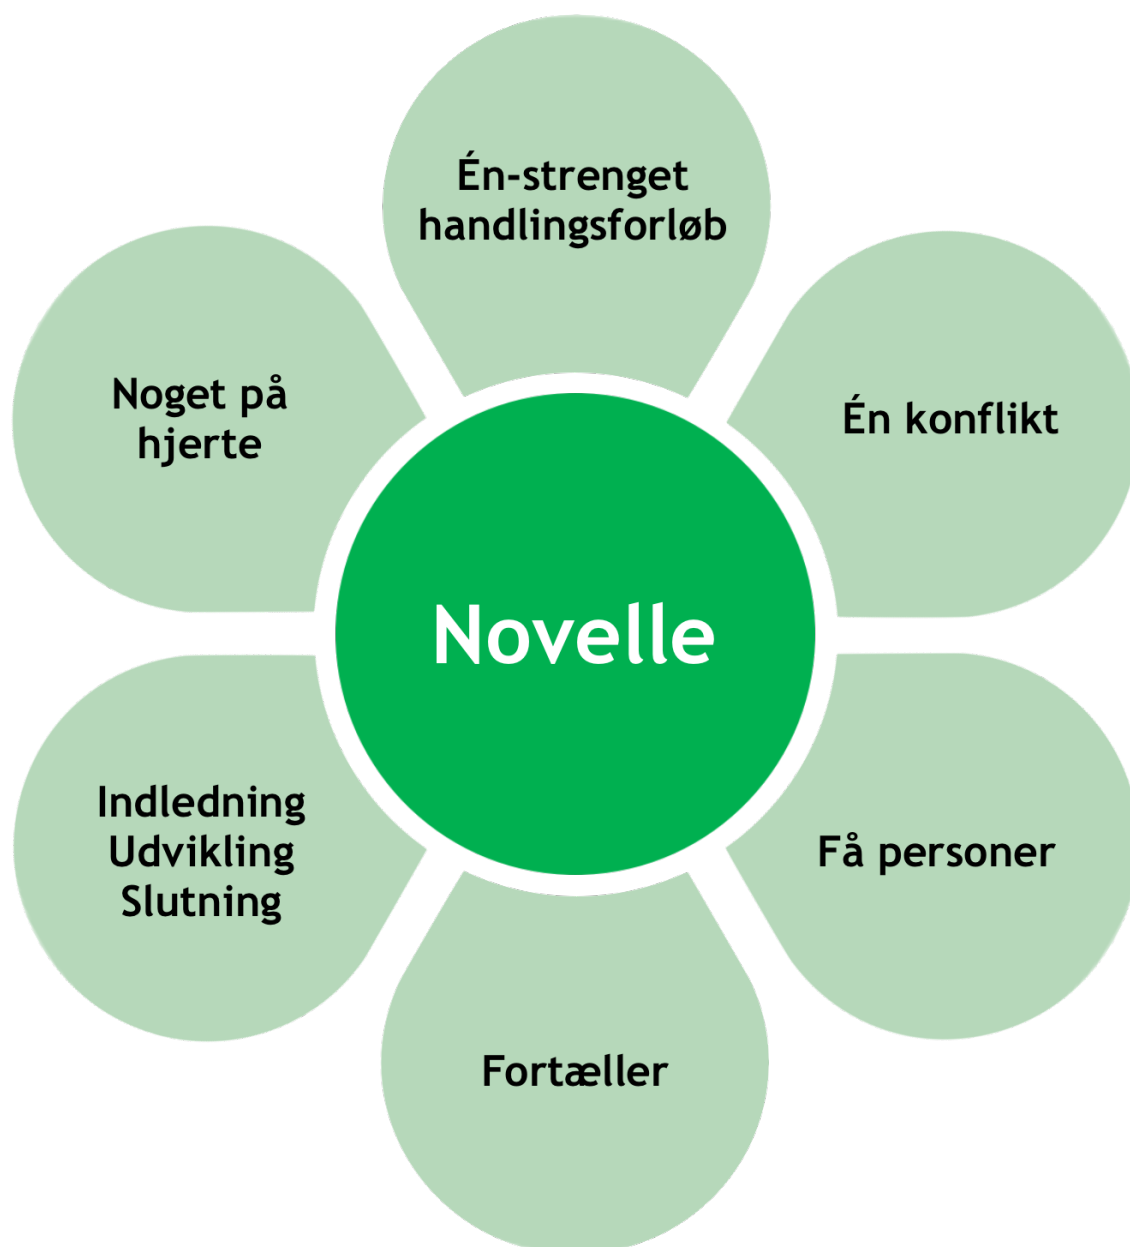 Én-strenget
handlingsforløb
Én konflikt
Få personer
Fortæller
Indledning
Udvikling
Slutning
Noget på
hjerte
Novelle